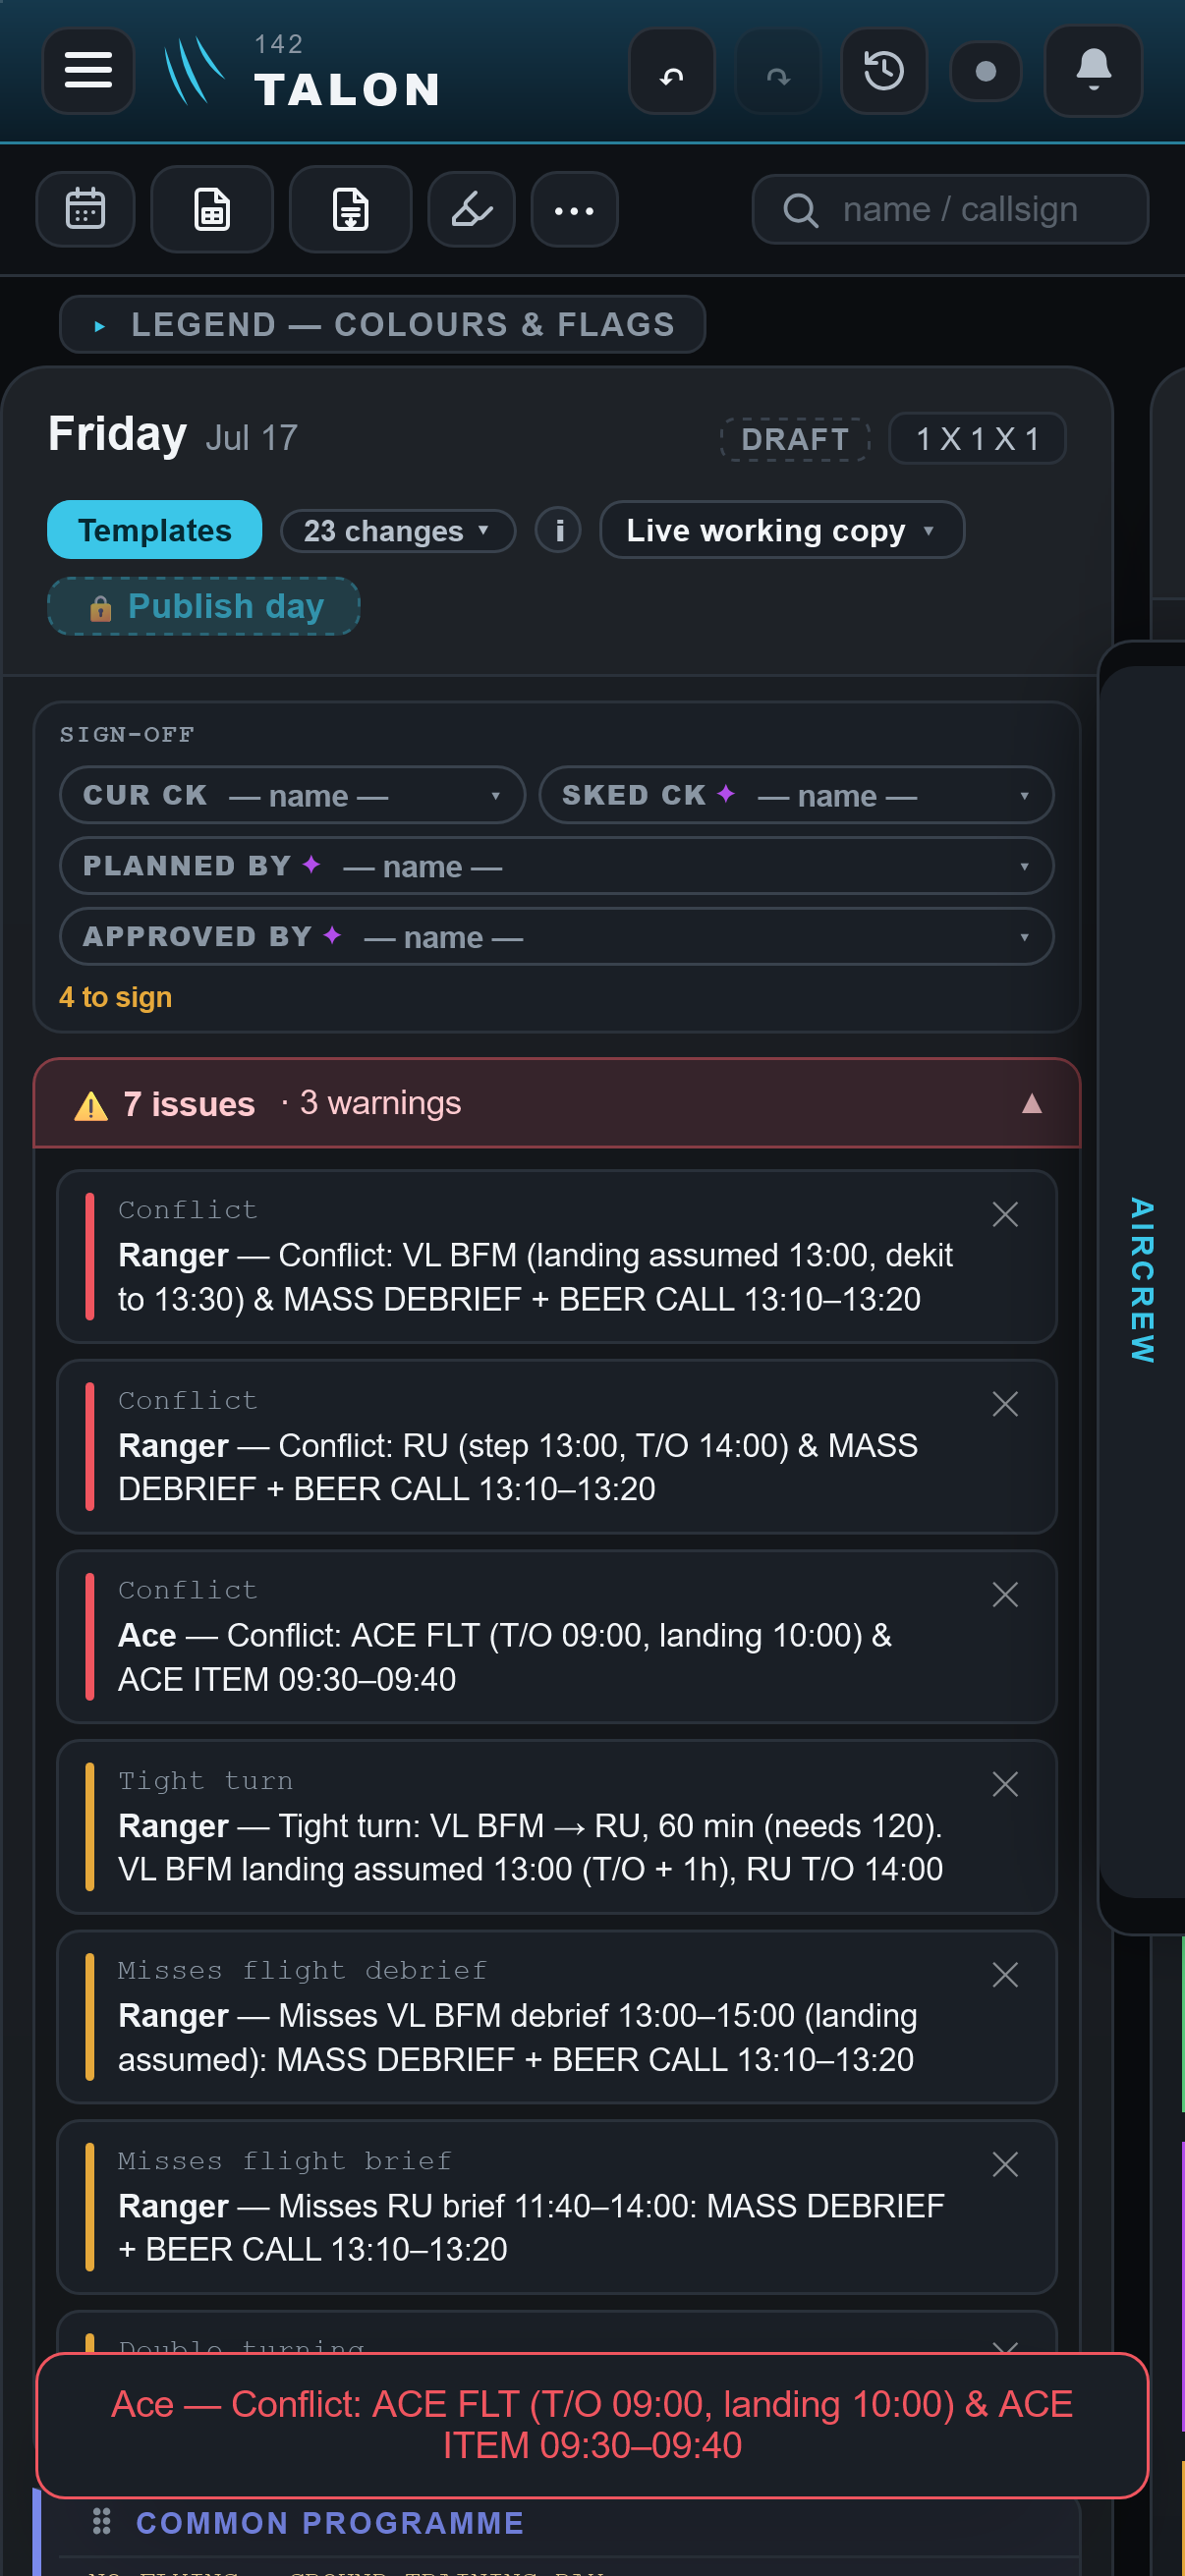 142
TALON
name / callsign
▸ LEGEND — COLOURS & FLAGS
Friday Jul 17
DRAFT
1 X 1 X 1
Templates
23 changes ▾
i
Live working copy ▾
Publish day
SIGN-OFF
CUR CK — name — ▾
SKED CK ✦ — name — ▾
PLANNED BY ✦ — name — ▾
APPROVED BY ✦ — name — ▾
4 to sign
⚠️ 7 issues · 3 warnings ▲
Conflict
Ranger — Conflict: VL BFM (landing assumed 13:00, dekit
to 13:30) & MASS DEBRIEF + BEER CALL 13:10–13:20
Conflict
Ranger — Conflict: RU (step 13:00, T/O 14:00) & MASS
DEBRIEF + BEER CALL 13:10–13:20
Conflict
Ace — Conflict: ACE FLT (T/O 09:00, landing 10:00) &
ACE ITEM 09:30–09:40
Tight turn
Ranger — Tight turn: VL BFM → RU, 60 min (needs 120).
VL BFM landing assumed 13:00 (T/O + 1h), RU T/O 14:00
Misses flight debrief
Ranger — Misses VL BFM debrief 13:00–15:00 (landing
assumed): MASS DEBRIEF + BEER CALL 13:10–13:20
Misses flight brief
Ranger — Misses RU brief 11:40–14:00: MASS DEBRIEF
+ BEER CALL 13:10–13:20
Double turning
Ace — Conflict: ACE FLT (T/O 09:00, landing 10:00) & ACE
ITEM 09:30–09:40
COMMON PROGRAMME
AIRCREW